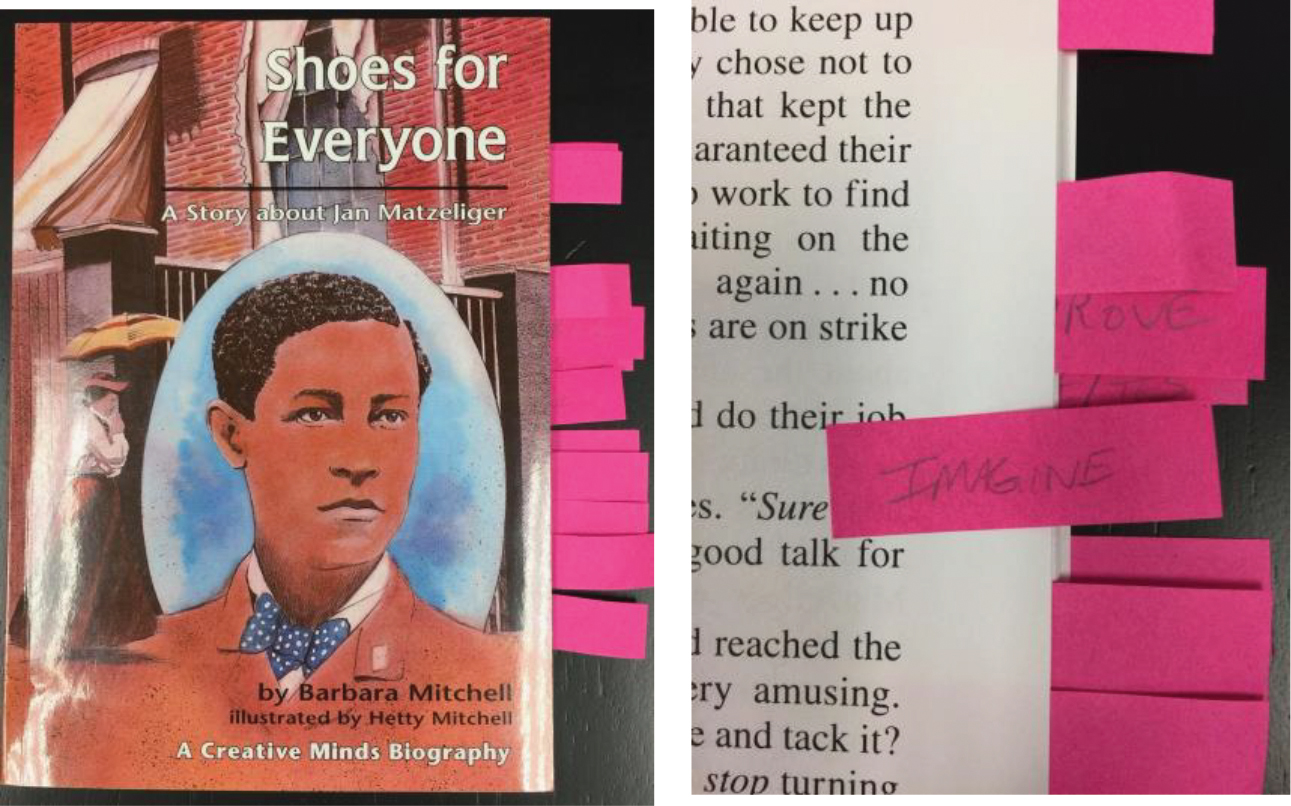 Shoes for
Everyone
A Story about Jan Matzeliger
by Barbara Mitchell
illustrated by Hetty Mitchell
A Creative Minds Biography
ble to keep up
y chose not to
that kept the
aranteed their
o work to find
aiting on the
again . . . no
s are on strike
d do their job
es. “Sure
good talk for
d reached the
ery amusing.
e and tack it?
stop turning
ROVE
IMAGINE